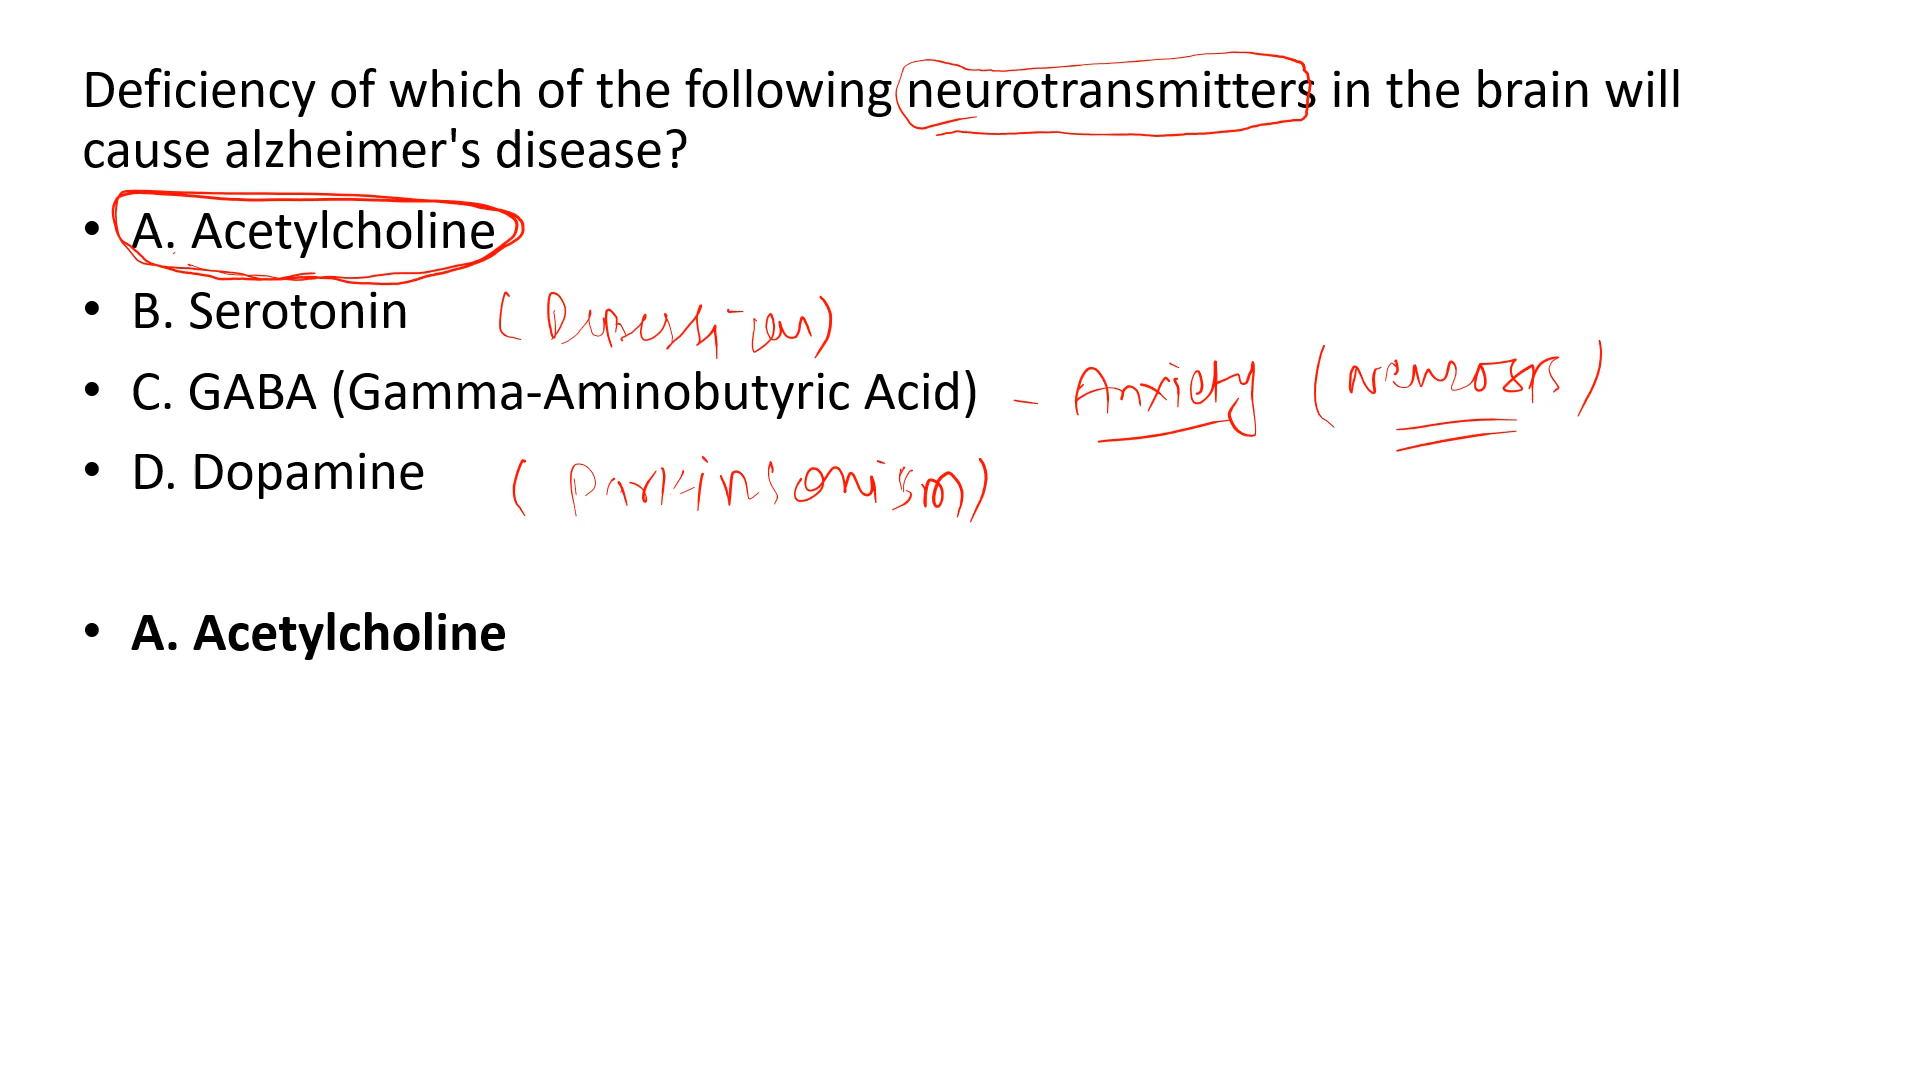 Deficiency of which of the following neurotransmitters in the brain will
cause alzheimer's disease?
• A. Acetylcholine
• B. Serotonin (Depression)
• C. GABA (Gamma-Aminobutyric Acid) - Anxiety (neurosis)
• D. Dopamine (Parkinsonism)
• A. Acetylcholine